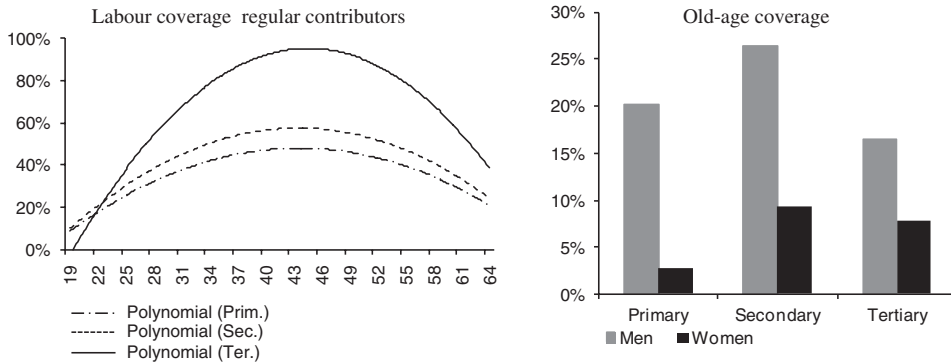 Labour coverage regular contributors
100%
80%
60%
40%
20%
0%
19 22 25 28 31 34 37 40 43 46 49 52 55 58 61 64
Polynomial (Prim.)
Polynomial (Sec.)
Polynomial (Ter.)
Old-age coverage
30%
25%
20%
15%
10%
5%
0%
Primary Secondary Tertiary
Men Women